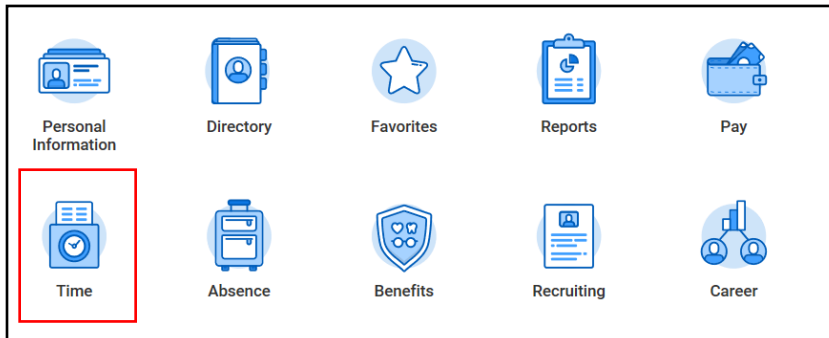 Personal
Information
Directory
Favorites
Reports
Pay
Time
Absence
Benefits
Recruiting
Career